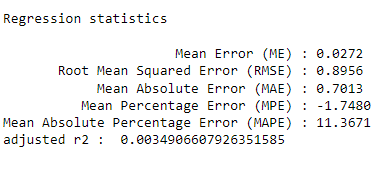 Regression statistics
Mean Error (ME) : 0.0272
Root Mean Squared Error (RMSE) : 0.8956
Mean Absolute Error (MAE) : 0.7013
Mean Percentage Error (MPE) : -1.7480
Mean Absolute Percentage Error (MAPE) : 11.3671
adjusted r2 :  0.0034906607926351585